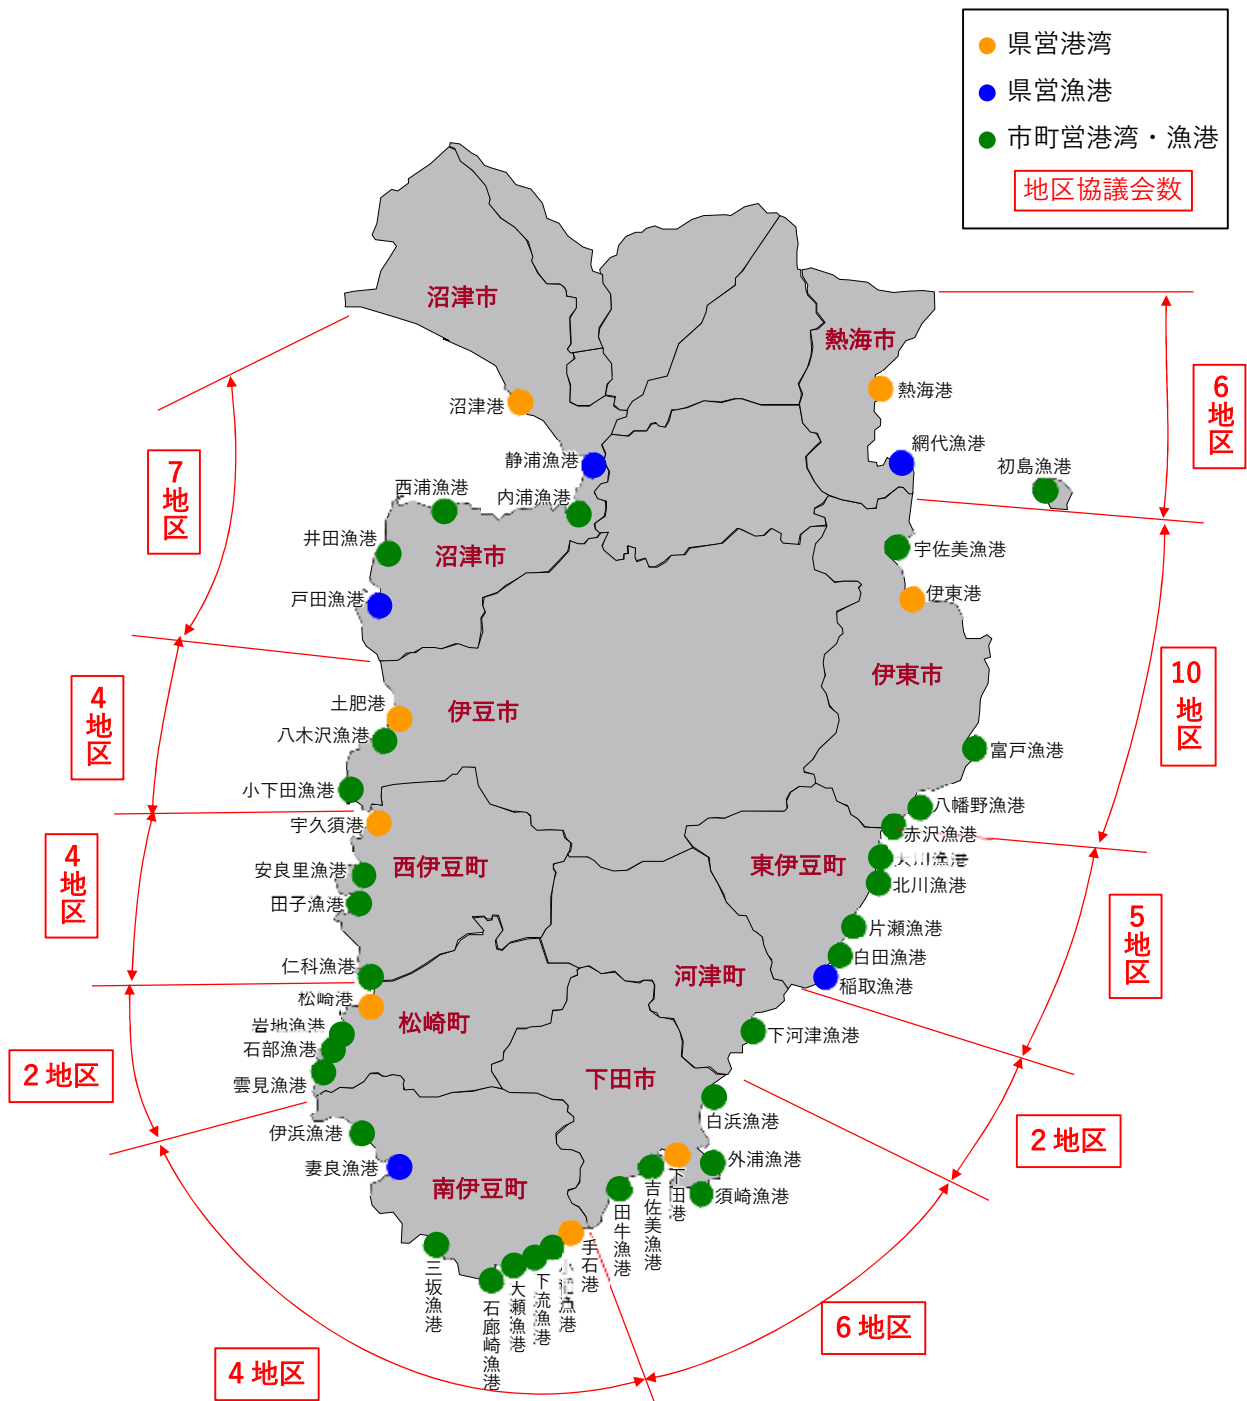 県営港湾
県営漁港
市町営港湾・漁港
地区協議会数
沼津市
熱海市
熱海港
沼津港
網代漁港
静浦漁港
初島漁港
西浦漁港
内浦漁港
井田漁港
沼津市
宇佐美漁港
戸田漁港
伊東港
伊東市
土肥港
伊豆市
八木沢漁港
富戸漁港
小下田漁港
八幡野漁港
宇久須港
赤沢漁港
大川漁港
安良里漁港
西伊豆町
東伊豆町
北川漁港
田子漁港
片瀬漁港
白田漁港
仁科漁港
河津町
稲取漁港
松崎港
松崎町
岩地漁港
下河津漁港
石部漁港
雲見漁港
下田市
白浜漁港
伊浜漁港
妻良漁港
外浦漁港
南伊豆町
須崎漁港
下田港
吉佐美漁港
田牛漁港
手石港
下流漁港
大瀬漁港
石廊崎漁港
三坂漁港
7地区
4地区
4地区
2地区
4地区
6地区
10地区
5地区
2地区
6地区